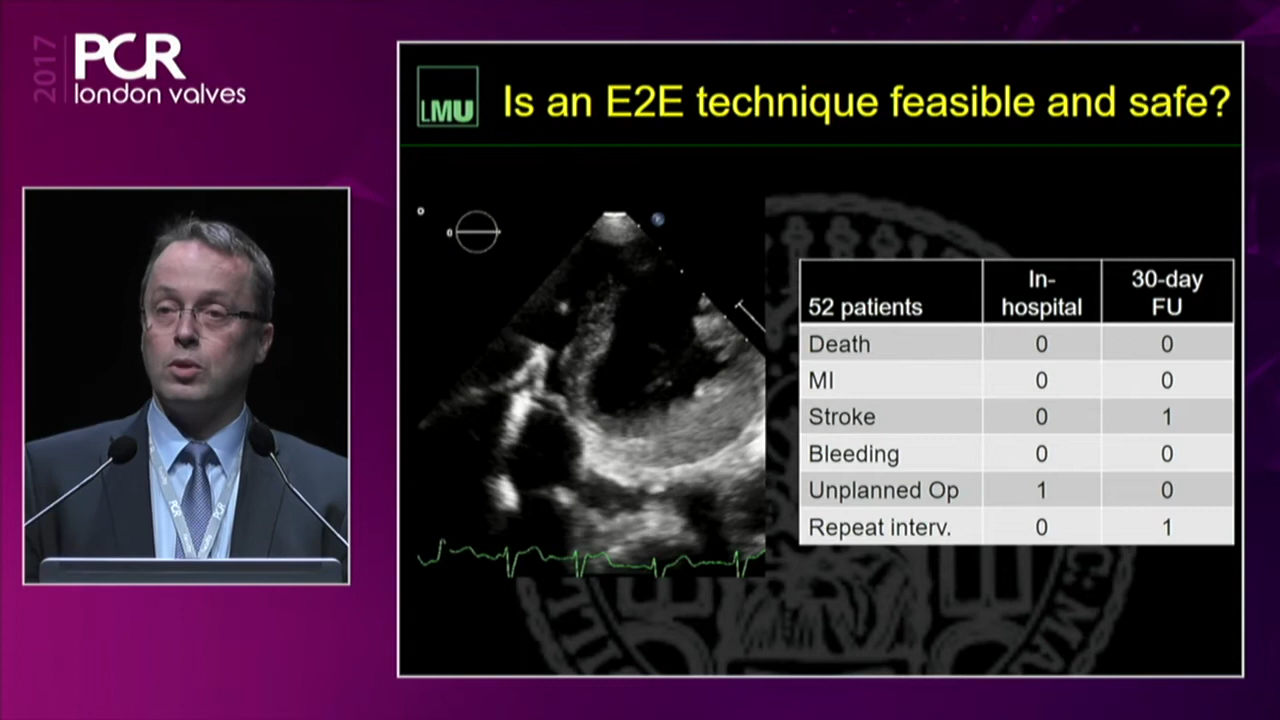 2017
PCR
london valves
LMU
Is an E2E technique feasible and safe?
0
52 patients In-hospital 30-day FU
Death 0 0
MI 0 0
Stroke 0 1
Bleeding 0 0
Unplanned Op 1 0
Repeat interv. 0 1
PCR